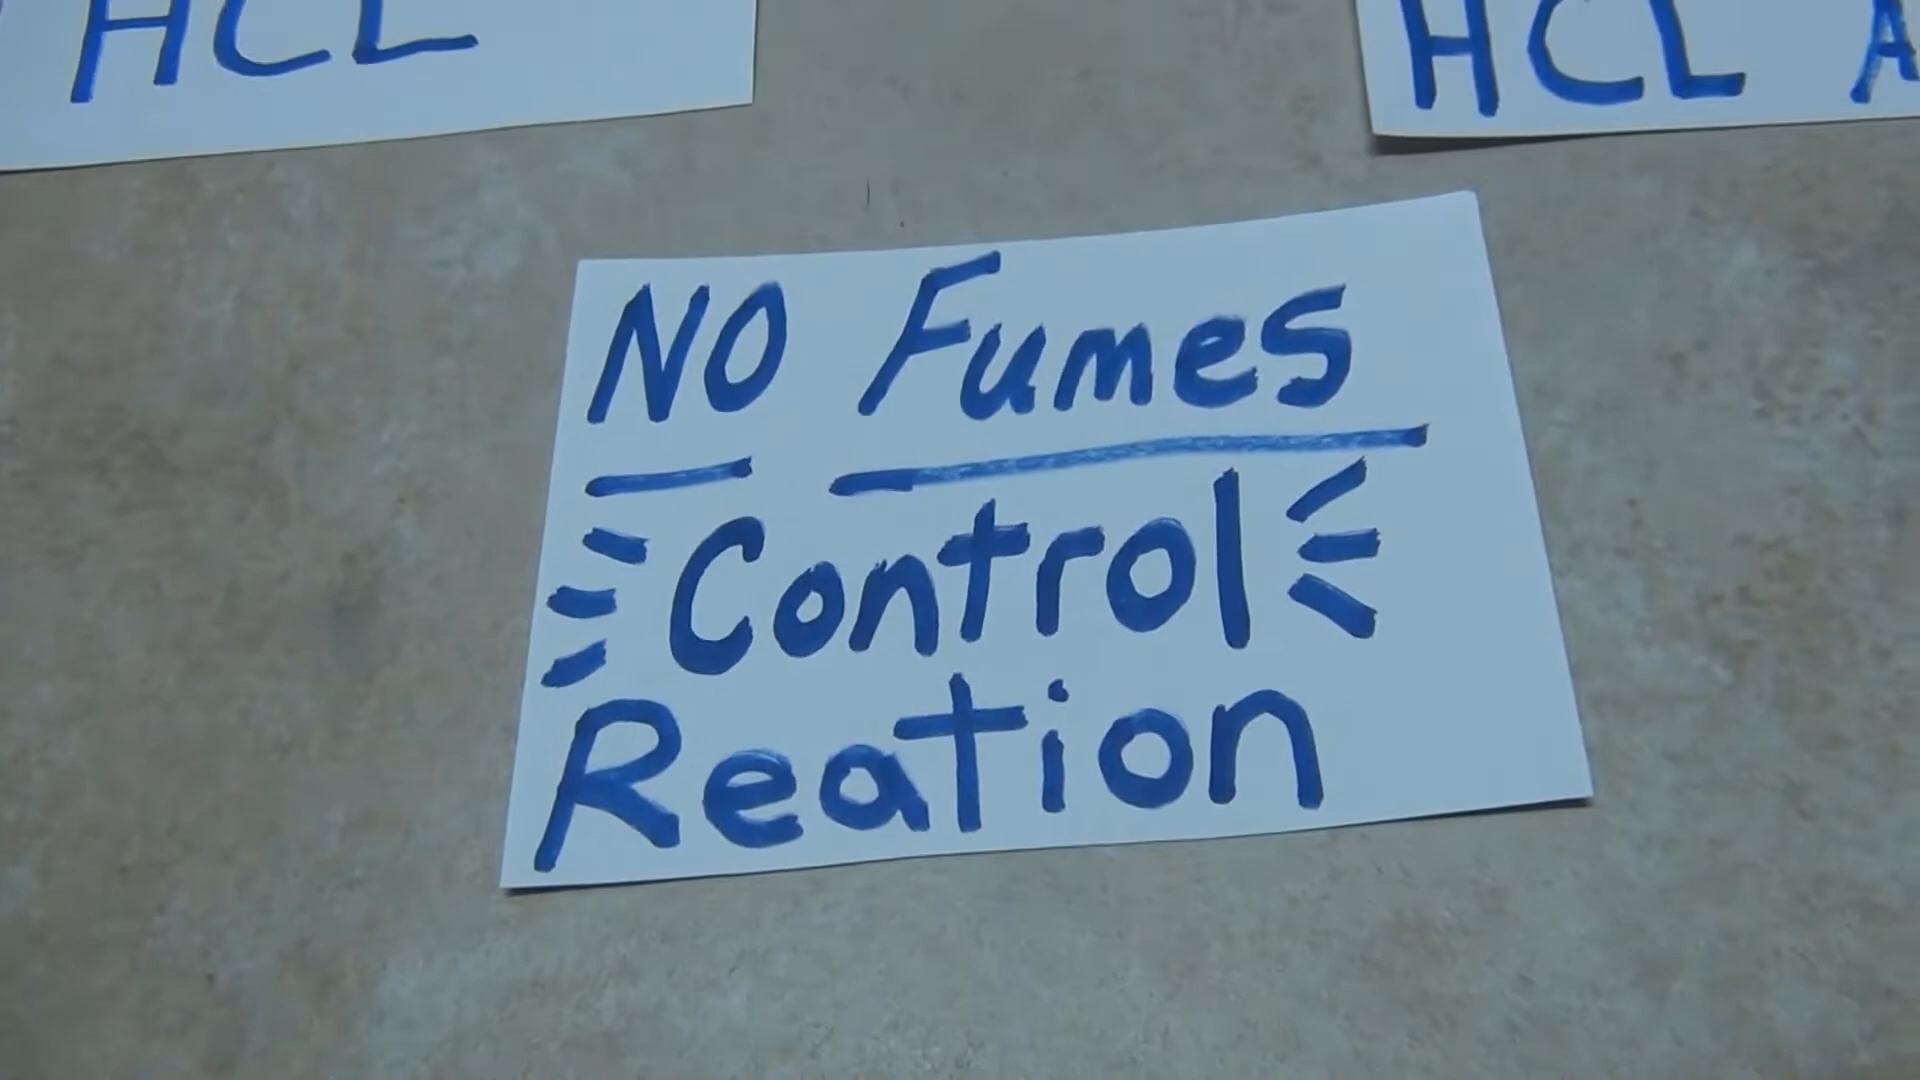 HCL
HCL A
NO Fumes
Control
Reation